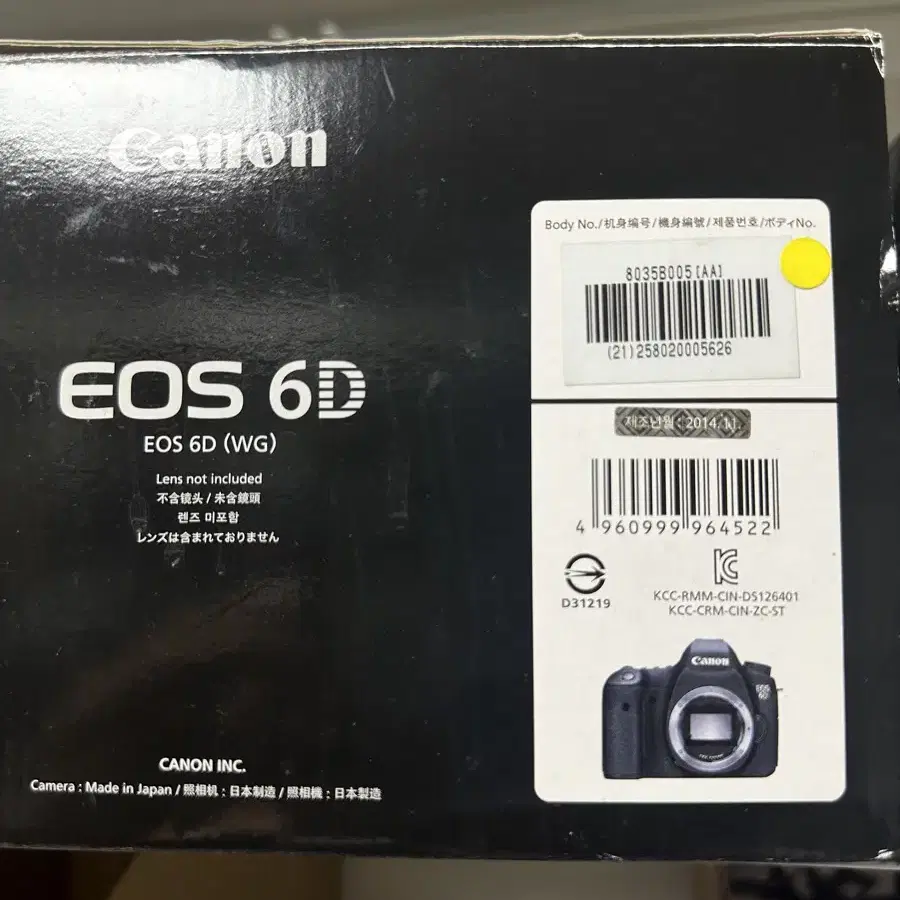 Canon
EOS 6D
EOS 6D (WG)
Lens not included
不含镜头 / 未含鏡頭
렌즈 미포함
レンズは含まれておりません
CANON INC.
Camera : Made in Japan / 照相机 : 日本制造 / 照相機 : 日本製造
Body No./机身编号/機身編號/제품번호/ボディNo.
8035B005 [AA]
(21)258020005626
제조년월 : 2014.11.
4 960999 964522
D31219
KCC-RMM-CIN-DS126401
KCC-CRM-CIN-ZC-ST
Canon
EOS
6D